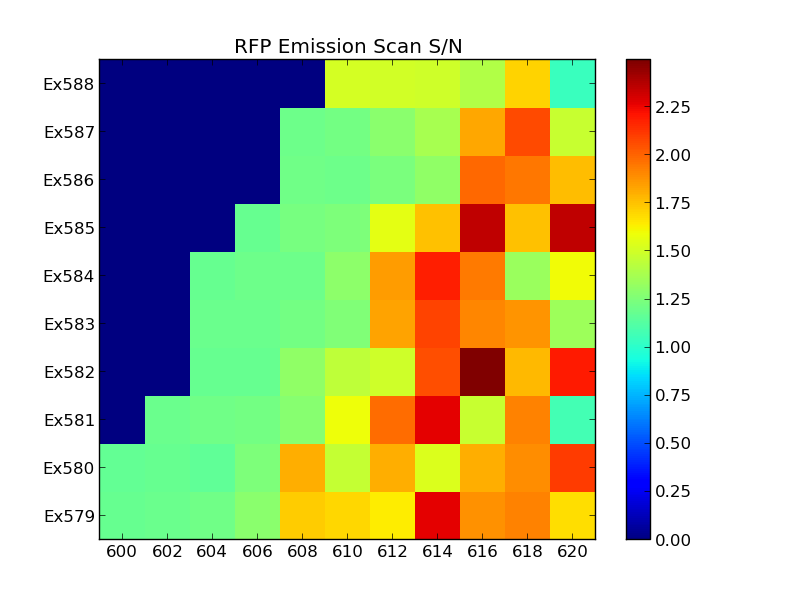 RFP Emission Scan S/N
Ex588
Ex587
Ex586
Ex585
Ex584
Ex583
Ex582
Ex581
Ex580
Ex579
600 602 604 606 608 610 612 614 616 618 620
2.25
2.00
1.75
1.50
1.25
1.00
0.75
0.50
0.25
0.00